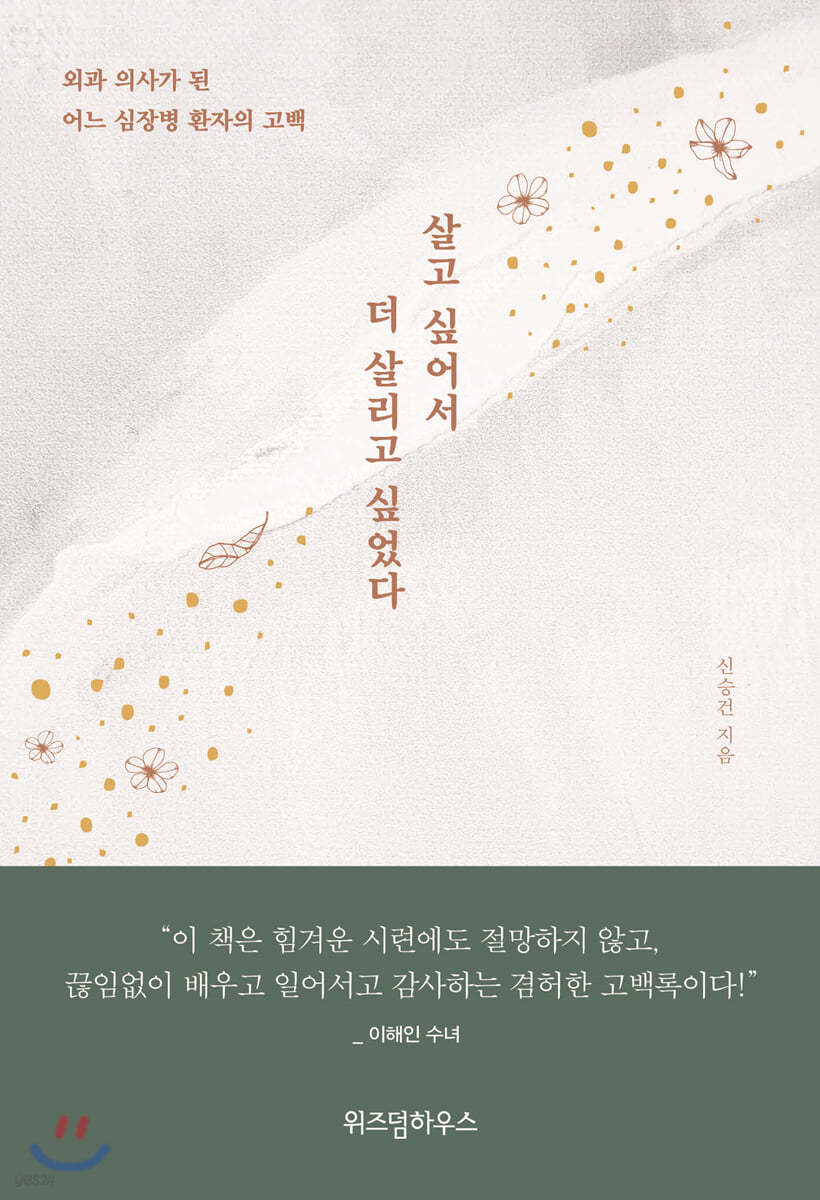 외과 의사가 된
어느 심장병 환자의 고백
살고 싶어서
더 살리고 싶었다
신승건 지음
“이 책은 힘겨운 시련에도 절망하지 않고,
끊임없이 배우고 일어서고 감사하는 겸허한 고백록이다!”
_ 이해인 수녀
위즈덤하우스